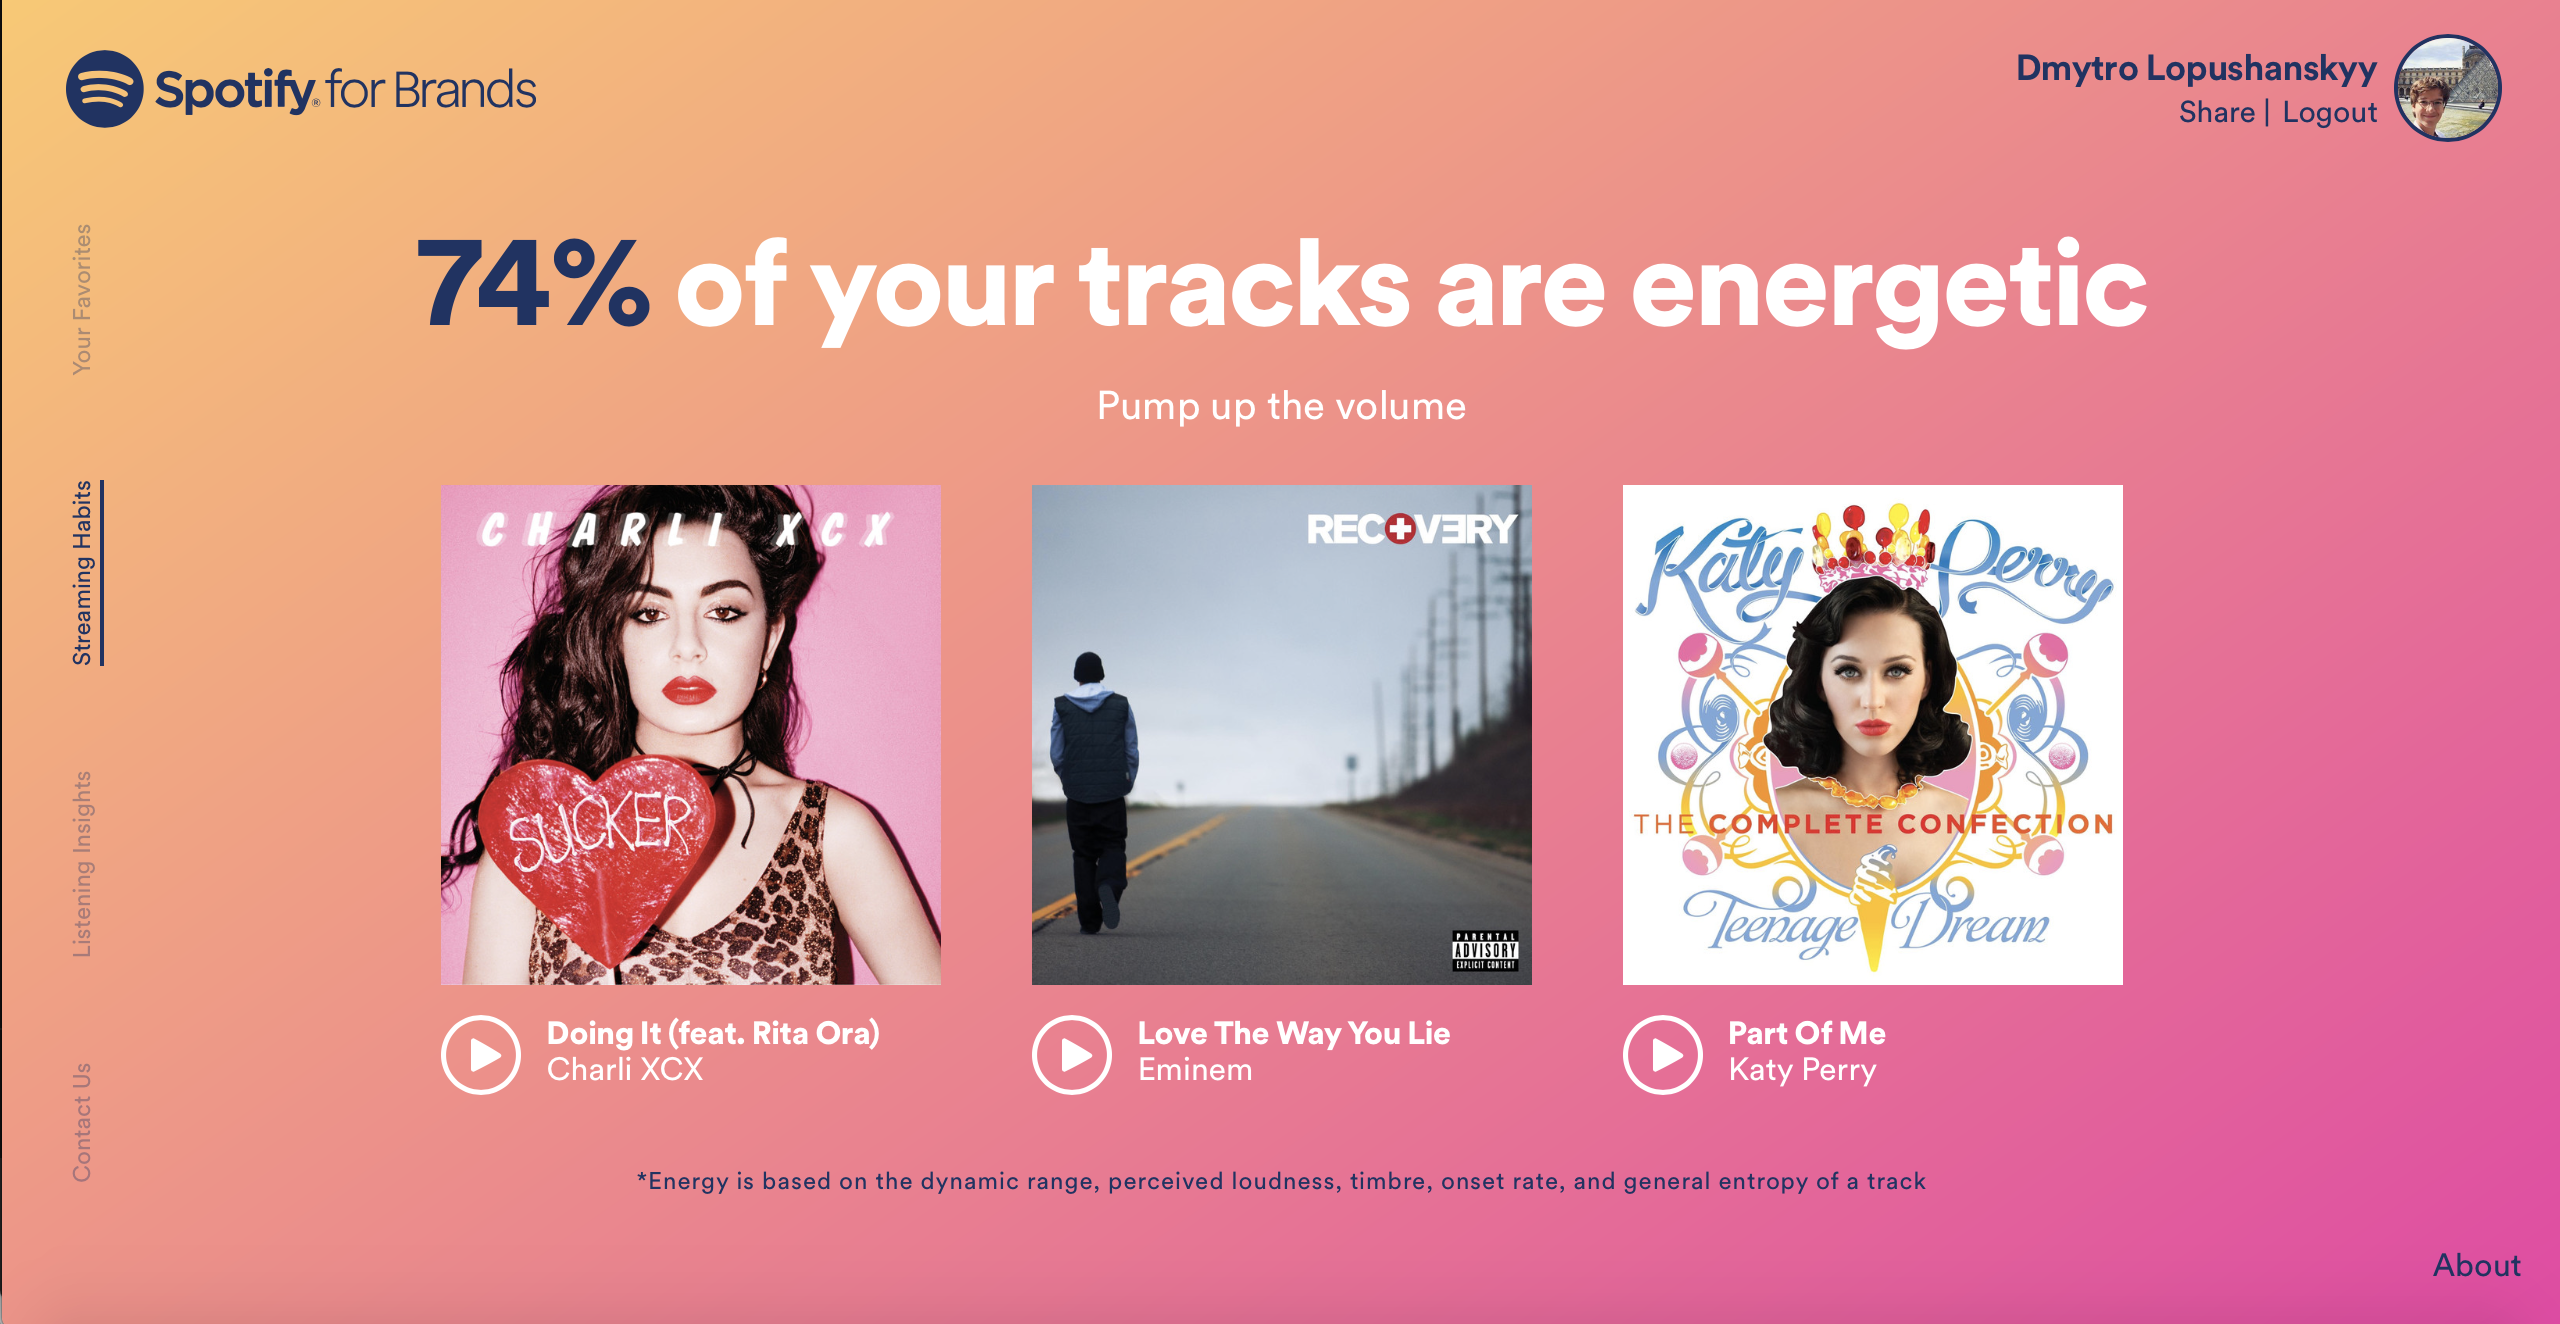 Spotify® for Brands
Dmytro Lopushanskyy
Share | Logout
Your Favorites
Streaming Habits
Listening Insights
Contact Us
74% of your tracks are energetic
Pump up the volume
CHARLI XCX
SUCKER
RECOVERY
PARENTAL
ADVISORY
EXPLICIT CONTENT
Katy Perry
THE COMPLETE CONFECTION
Teenage Dream
Doing It (feat. Rita Ora)
Charli XCX
Love The Way You Lie
Eminem
Part Of Me
Katy Perry
*Energy is based on the dynamic range, perceived loudness, timbre, onset rate, and general entropy of a track
About